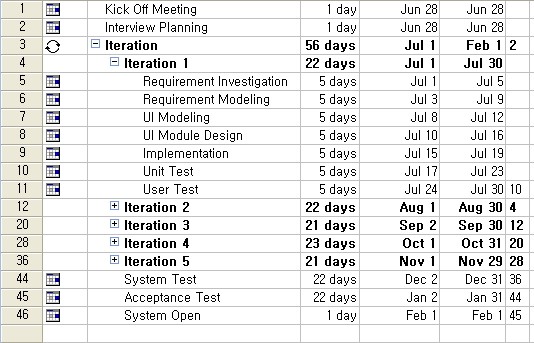 1 Kick Off Meeting 1 day Jun 28 Jun 28
2 Interview Planning 1 day Jun 28 Jun 28
3 Iteration 56 days Jul 1 Feb 1 2
4 Iteration 1 22 days Jul 1 Jul 30
5 Requirement Investigation 5 days Jul 1 Jul 5
6 Requirement Modeling 5 days Jul 3 Jul 9
7 UI Modeling 5 days Jul 8 Jul 12
8 UI Module Design 5 days Jul 10 Jul 16
9 Implementation 5 days Jul 15 Jul 19
10 Unit Test 5 days Jul 17 Jul 23
11 User Test 5 days Jul 24 Jul 30 10
12 Iteration 2 22 days Aug 1 Aug 30 4
20 Iteration 3 21 days Sep 2 Sep 30 12
28 Iteration 4 23 days Oct 1 Oct 31 20
36 Iteration 5 21 days Nov 1 Nov 29 28
44 System Test 22 days Dec 2 Dec 31 36
45 Acceptance Test 22 days Jan 2 Jan 31 44
46 System Open 1 day Feb 1 Feb 1 45